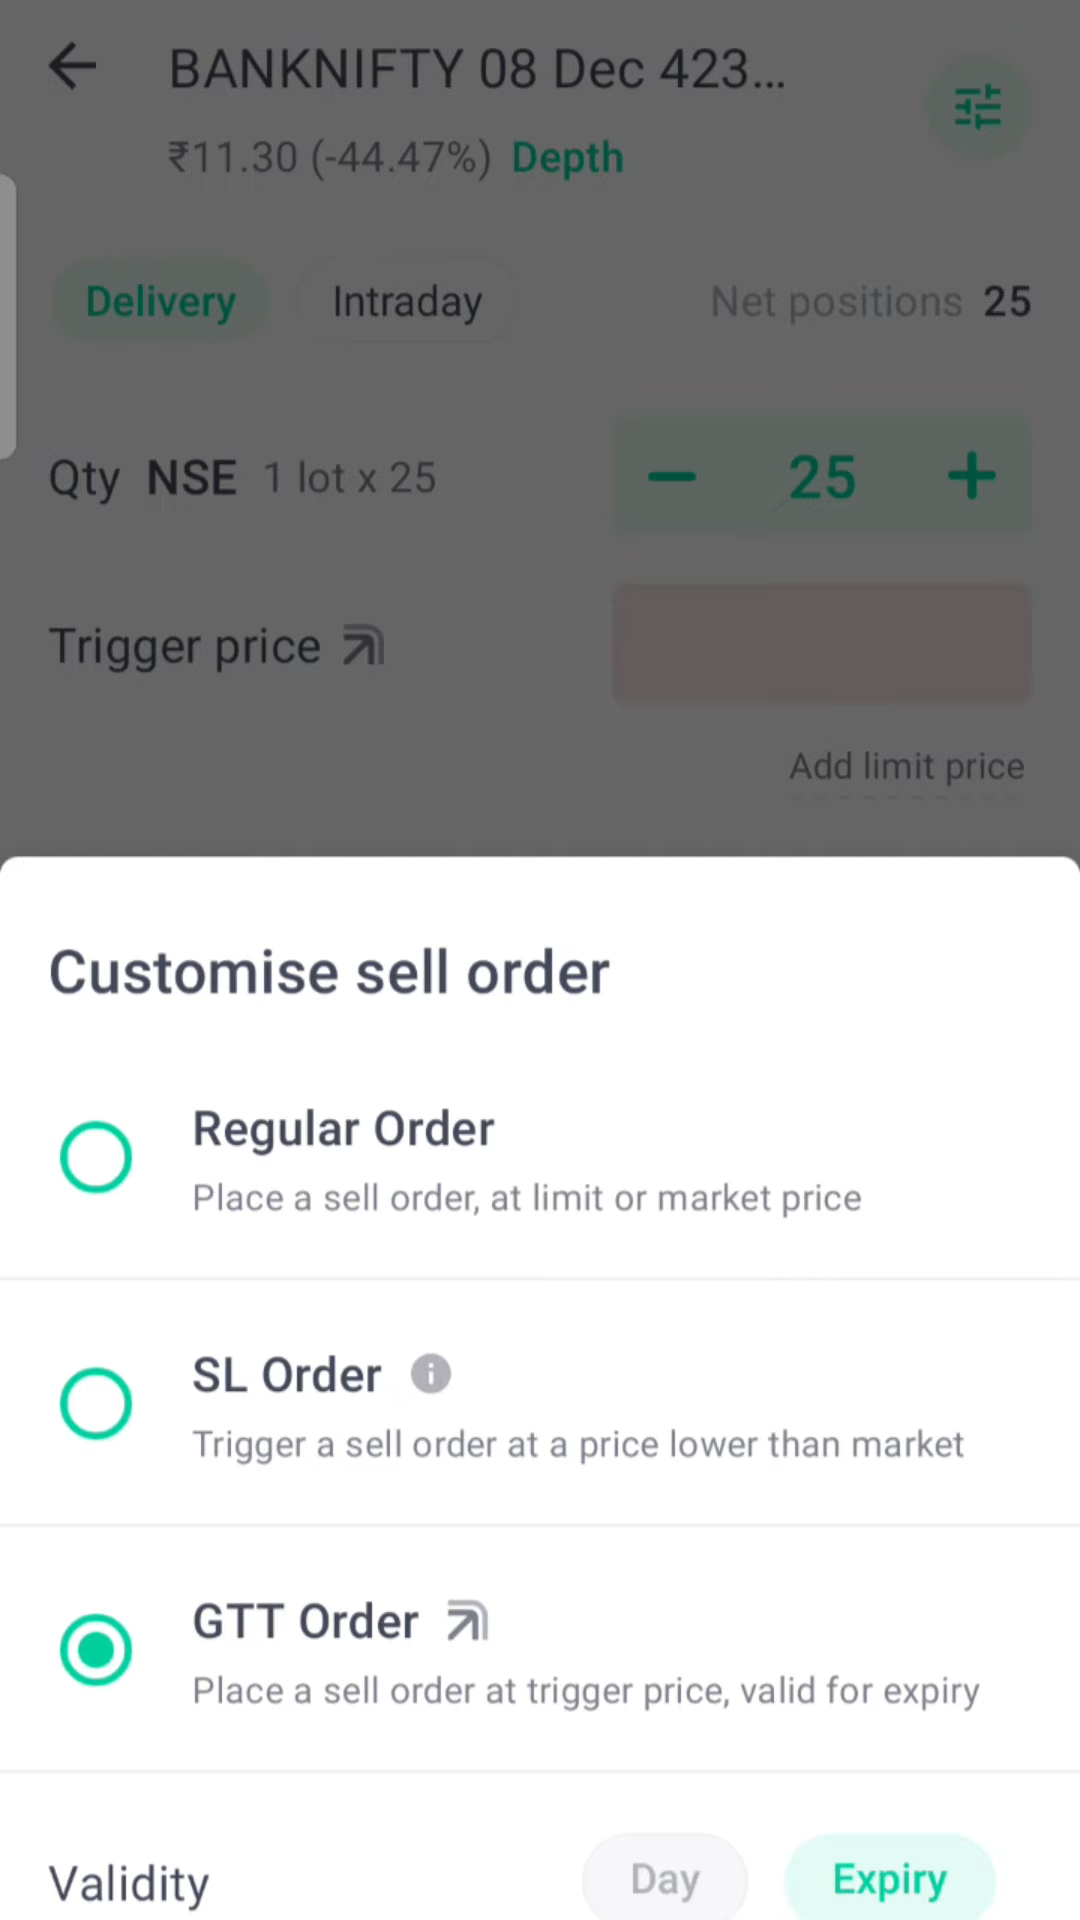 BANKNIFTY 08 Dec 423...
₹11.30 (-44.47%) Depth
Delivery Intraday Net positions 25
Qty NSE 1 lot x 25 − 25 +
Trigger price
Add limit price
Customise sell order
Regular Order
Place a sell order, at limit or market price
SL Order
Trigger a sell order at a price lower than market
GTT Order
Place a sell order at trigger price, valid for expiry
Validity Day Expiry